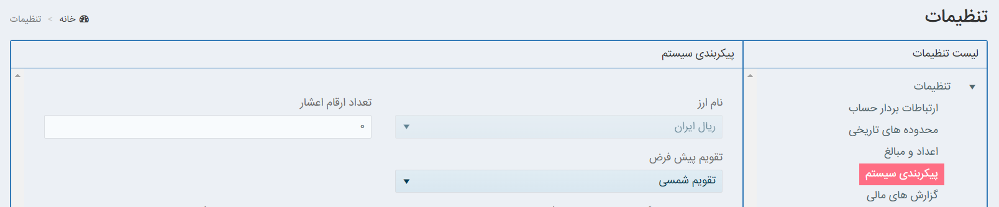 تنظیمات
خانه > تنظیمات
لیست تنظیمات
تنظیمات
ارتباطات بردار حساب
محدوده های تاریخی
اعداد و مبالغ
پیکربندی سیستم
گزارش های مالی
پیکربندی سیستم
نام ارز
ریال ایران
تعداد ارقام اعشار
۰
تقویم پیش فرض
تقویم شمسی